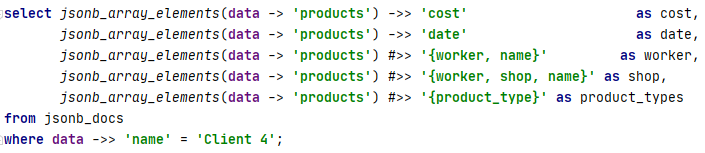 select jsonb_array_elements(data -> 'products') ->> 'cost' as cost,
jsonb_array_elements(data -> 'products') ->> 'date' as date,
jsonb_array_elements(data -> 'products') #>> '{worker, name}' as worker,
jsonb_array_elements(data -> 'products') #>> '{worker, shop, name}' as shop,
jsonb_array_elements(data -> 'products') #>> '{product_type}' as product_types
from jsonb_docs
where data ->> 'name' = 'Client 4';